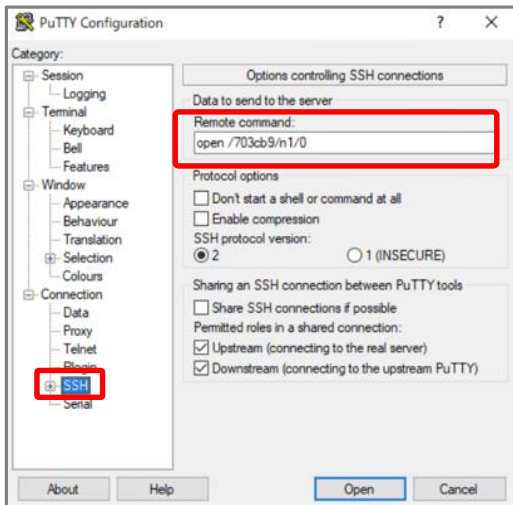 PuTTY Configuration
?
Category:
Session
Logging
Terminal
Keyboard
Bell
Features
Window
Appearance
Behaviour
Translation
Selection
Colours
Connection
Data
Proxy
Telnet
Rlogin
SSH
Serial
Options controlling SSH connections
Data to send to the server
Remote command:
open /703cb9/n1/0
Protocol options
Don't start a shell or command at all
Enable compression
SSH protocol version:
2 1 (INSECURE)
Sharing an SSH connection between PuTTY tools
Share SSH connections if possible
Permitted roles in a shared connection:
Upstream (connecting to the real server)
Downstream (connecting to the upstream PuTTY)
About Help Open Cancel